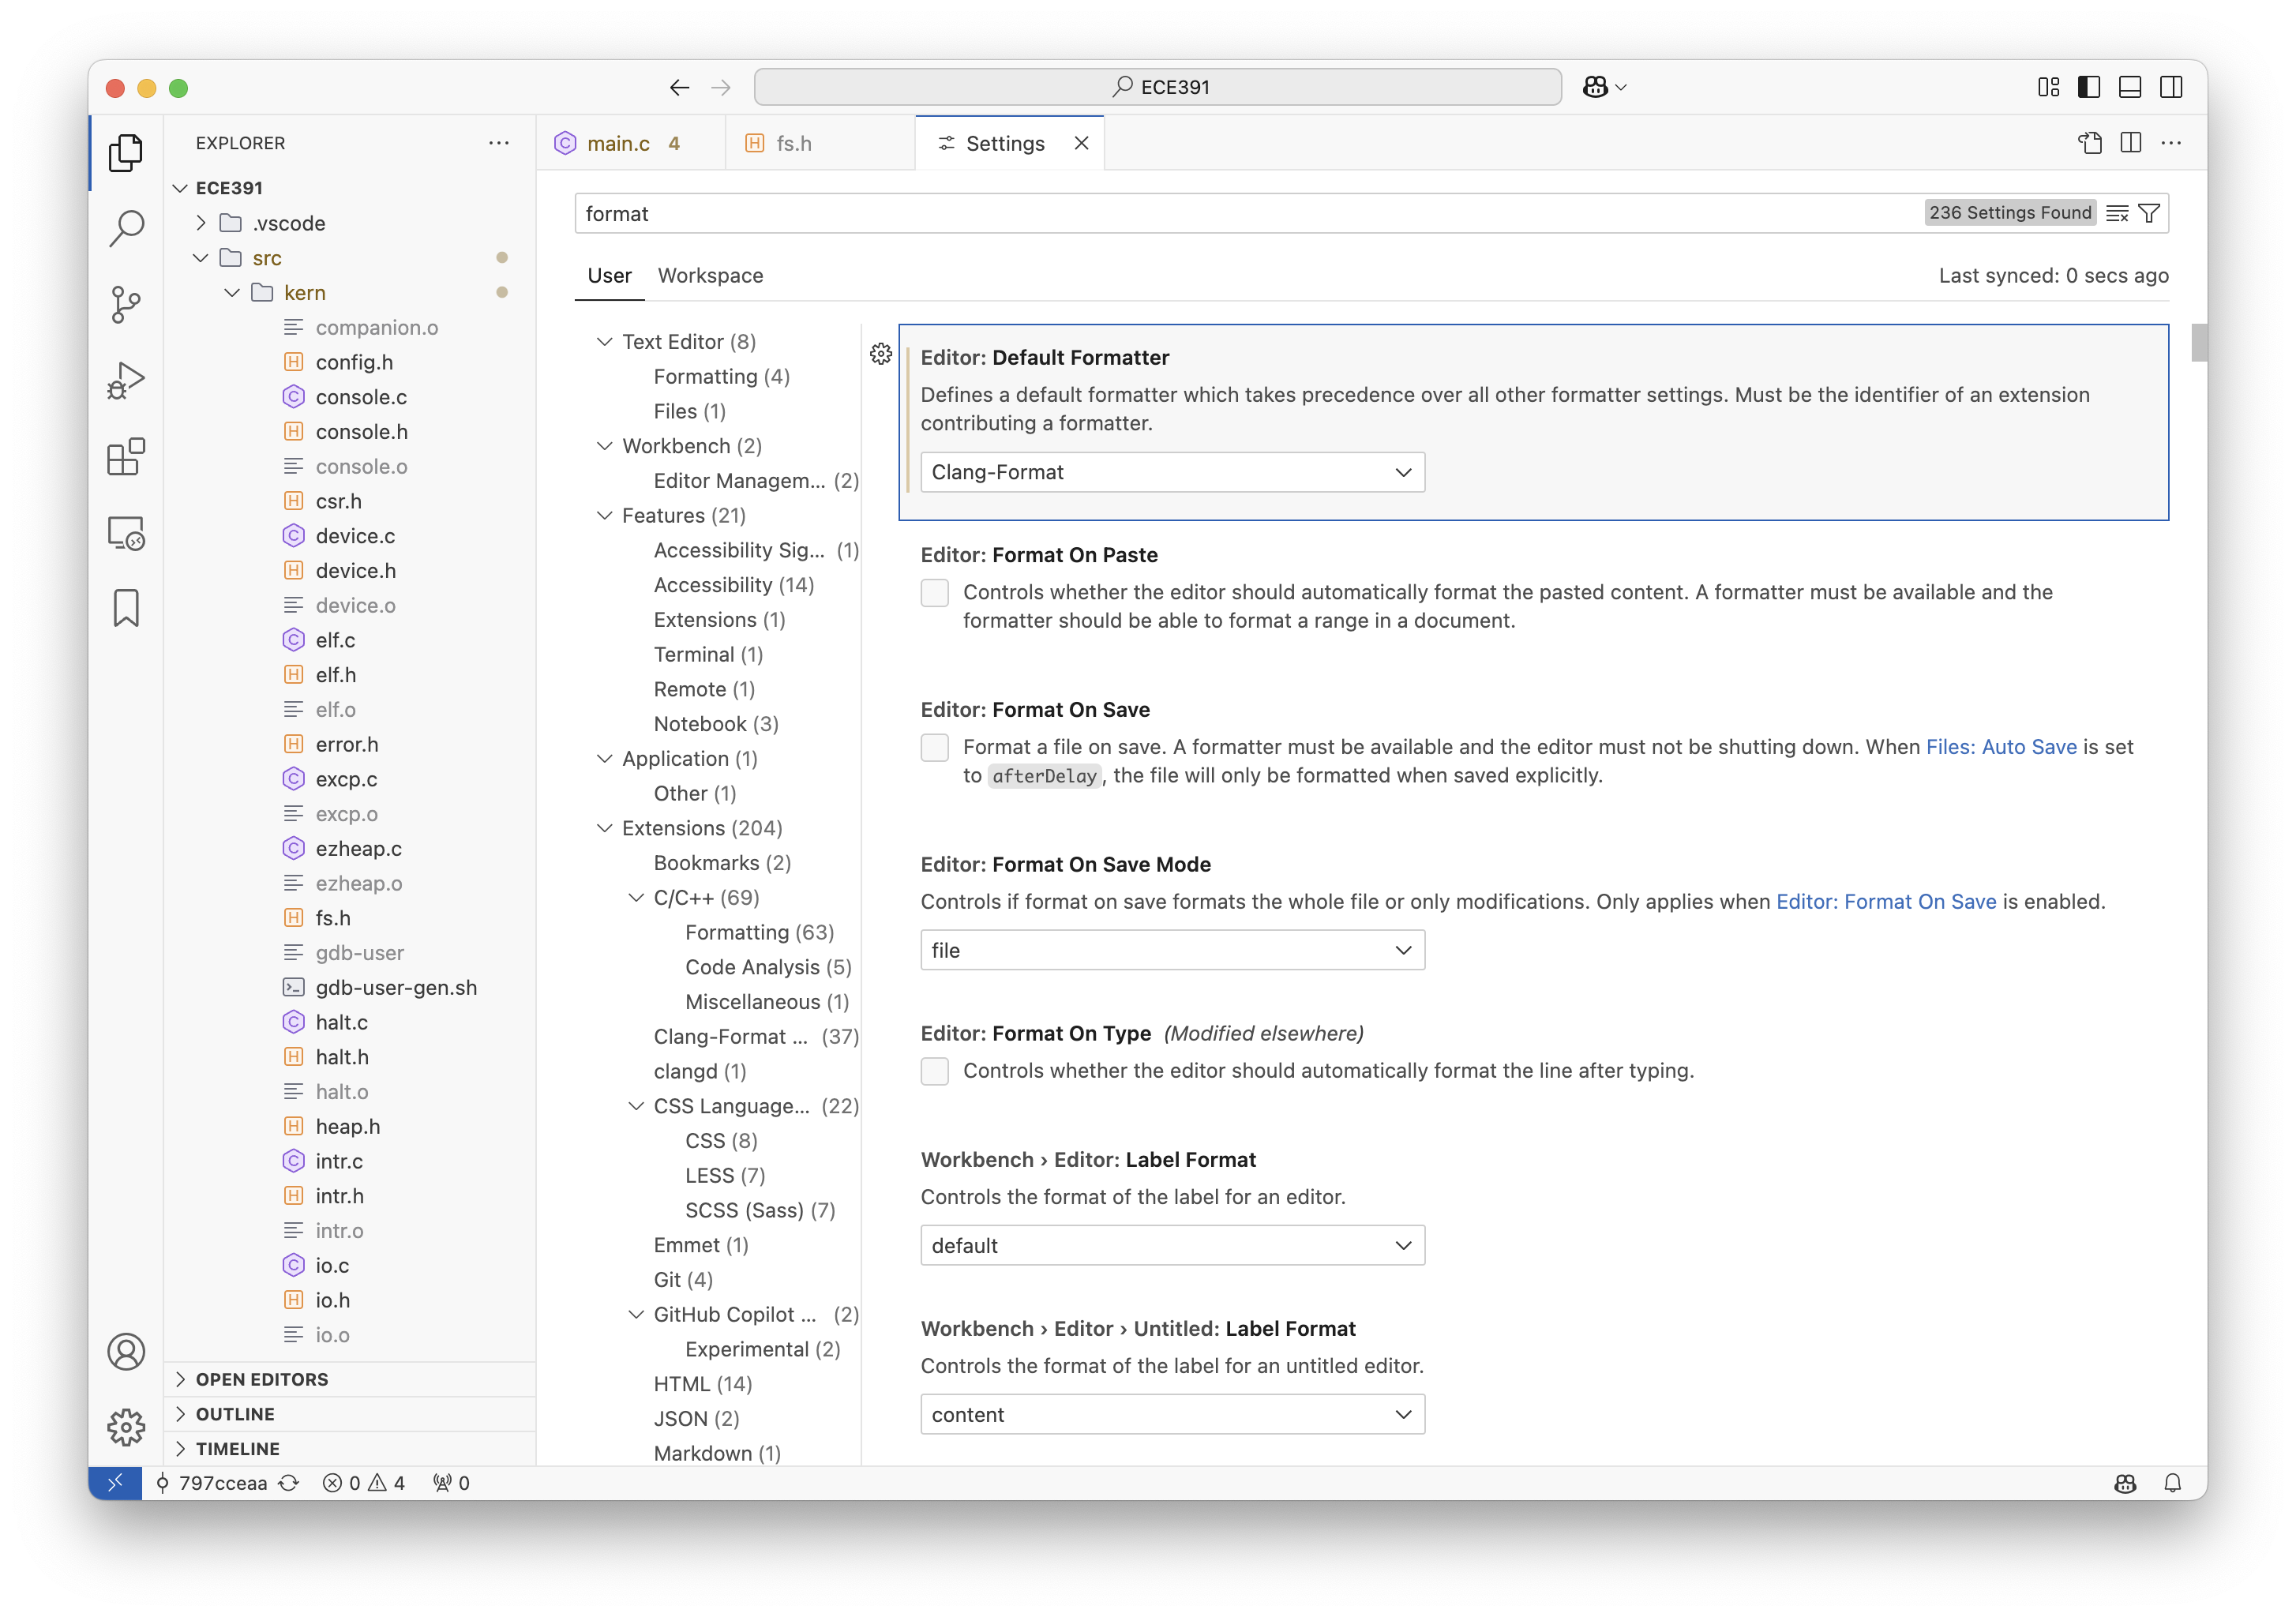 ECE391
EXPLORER
main.c 4
fs.h
Settings
ECE391
.vscode
src
kern
companion.o
config.h
console.c
console.h
console.o
csr.h
device.c
device.h
device.o
elf.c
elf.h
elf.o
error.h
excp.c
excp.o
ezheap.c
ezheap.o
fs.h
gdb-user
gdb-user-gen.sh
halt.c
halt.h
halt.o
heap.h
intr.c
intr.h
intr.o
io.c
io.h
io.o
OPEN EDITORS
OUTLINE
TIMELINE
format
236 Settings Found
User
Workspace
Last synced: 0 secs ago
Text Editor (8)
Formatting (4)
Files (1)
Workbench (2)
Editor Managem... (2)
Features (21)
Accessibility Sig... (1)
Accessibility (14)
Extensions (1)
Terminal (1)
Remote (1)
Notebook (3)
Application (1)
Other (1)
Extensions (204)
Bookmarks (2)
C/C++ (69)
Formatting (63)
Code Analysis (5)
Miscellaneous (1)
Clang-Format ... (37)
clangd (1)
CSS Language... (22)
CSS (8)
LESS (7)
SCSS (Sass) (7)
Emmet (1)
Git (4)
GitHub Copilot ... (2)
Experimental (2)
HTML (14)
JSON (2)
Markdown (1)
Editor: Default Formatter
Defines a default formatter which takes precedence over all other formatter settings. Must be the identifier of an extension
contributing a formatter.
Clang-Format
Editor: Format On Paste
Controls whether the editor should automatically format the pasted content. A formatter must be available and the
formatter should be able to format a range in a document.
Editor: Format On Save
Format a file on save. A formatter must be available and the editor must not be shutting down. When Files: Auto Save is set
to afterDelay, the file will only be formatted when saved explicitly.
Editor: Format On Save Mode
Controls if format on save formats the whole file or only modifications. Only applies when Editor: Format On Save is enabled.
file
Editor: Format On Type (Modified elsewhere)
Controls whether the editor should automatically format the line after typing.
Workbench › Editor: Label Format
Controls the format of the label for an editor.
default
Workbench › Editor › Untitled: Label Format
Controls the format of the label for an untitled editor.
content
797cceaa 0 4 0